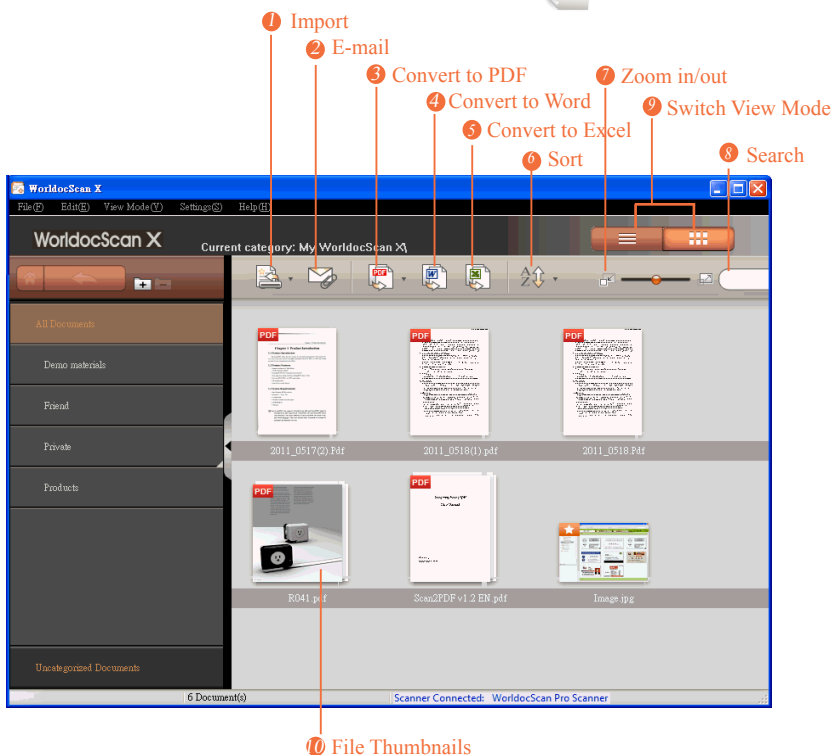 1 Import
2 E-mail
3 Convert to PDF
7 Zoom in/out
4 Convert to Word
9 Switch View Mode
5 Convert to Excel
6 Sort
8 Search
WorldocScan X
File(F) Edit(E) View Mode(V) Settings(S) Help(H)
WorldocScan X
Current category: My WorldocScan X\
All Documents
Demo materials
Friend
Private
Products
Uncategorized Documents
PDF PDF PDF
Chapter 1 Product Introduction
2011_0517(2).Pdf 2011_0518(1).pdf 2011_0518.Pdf
PDF PDF
R041.pdf Scan2PDF v1.2 EN.pdf Image.jpg
6 Document(s) Scanner Connected: WorldocScan Pro Scanner
10 File Thumbnails